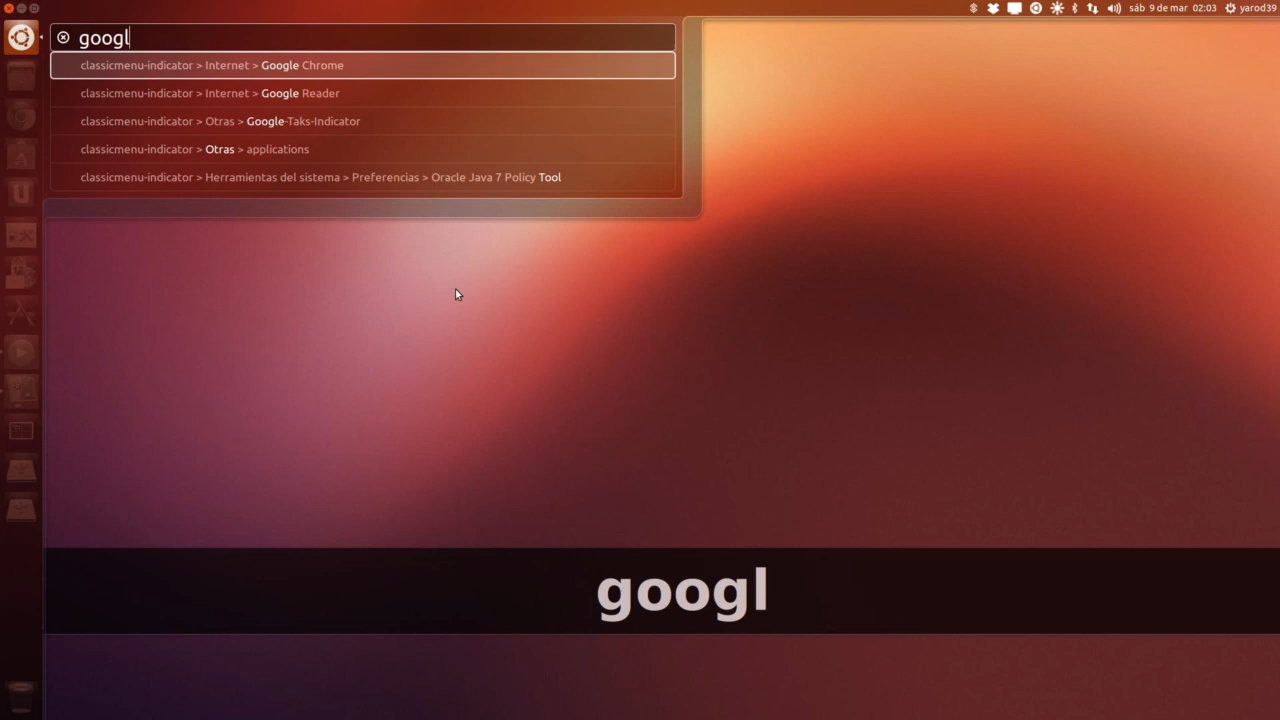 sáb 9 de mar 02:03 yarod39
googl
classicmenu-indicator > Internet > Google Chrome
classicmenu-indicator > Internet > Google Reader
classicmenu-indicator > Otras > Google-Taks-Indicator
classicmenu-indicator > Otras > applications
classicmenu-indicator > Herramientas del sistema > Preferencias > Oracle Java 7 Policy Tool
googl